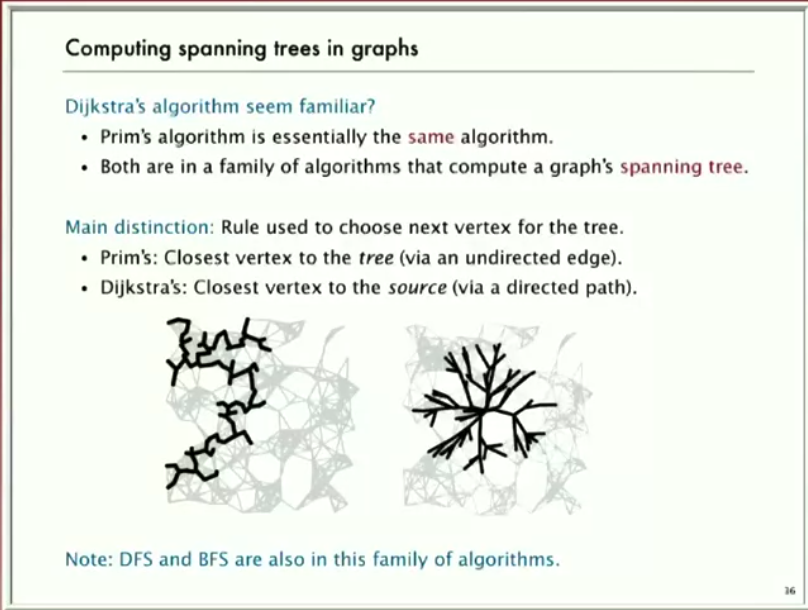 Computing spanning trees in graphs
Dijkstra's algorithm seem familiar?
• Prim's algorithm is essentially the same algorithm.
• Both are in a family of algorithms that compute a graph's spanning tree.
Main distinction: Rule used to choose next vertex for the tree.
• Prim's: Closest vertex to the tree (via an undirected edge).
• Dijkstra's: Closest vertex to the source (via a directed path).
Note: DFS and BFS are also in this family of algorithms.
36